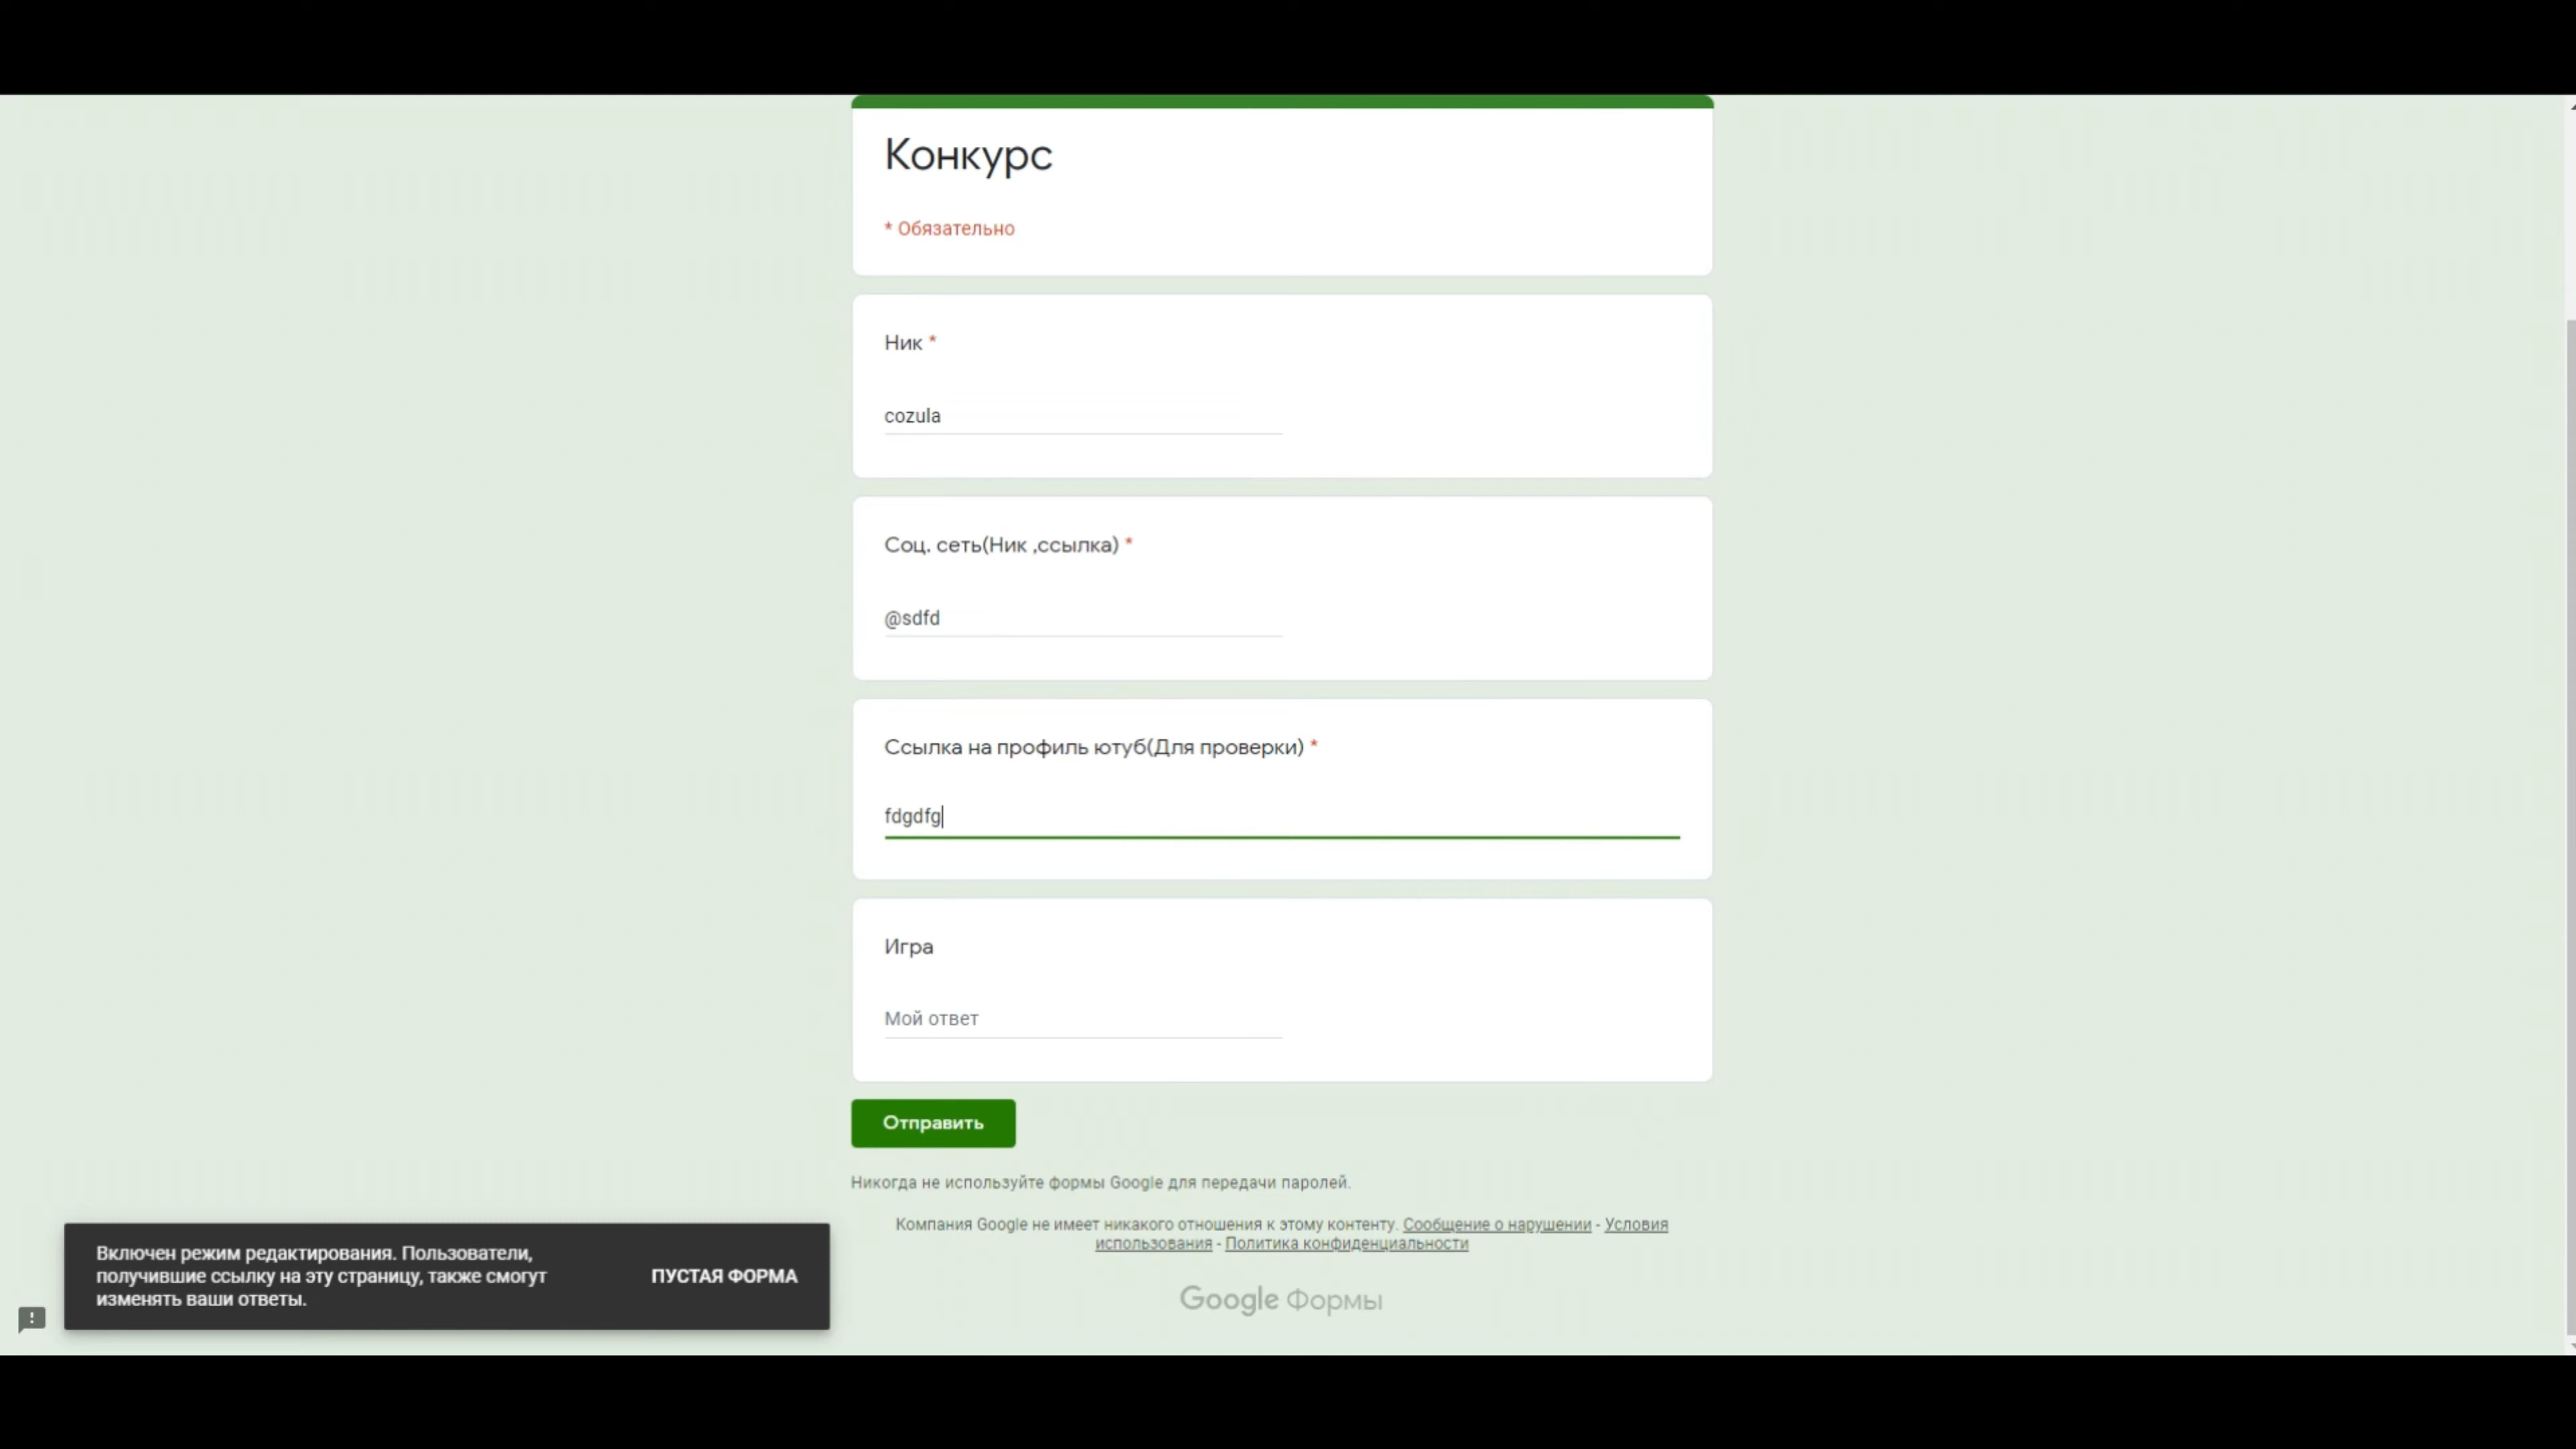 Конкурс
* Обязательно
Ник *
cozula
Соц. сеть(Ник ,ссылка) *
@sdfd
Ссылка на профиль ютуб(Для проверки) *
fdgdfg
Игра
Мой ответ
Отправить
Никогда не используйте формы Google для передачи паролей.
Компания Google не имеет никакого отношения к этому контенту. Сообщение о нарушении - Условия
использования - Политика конфиденциальности
Google Формы
Включен режим редактирования. Пользователи,
получившие ссылку на эту страницу, также смогут
изменять ваши ответы.
ПУСТАЯ ФОРМА